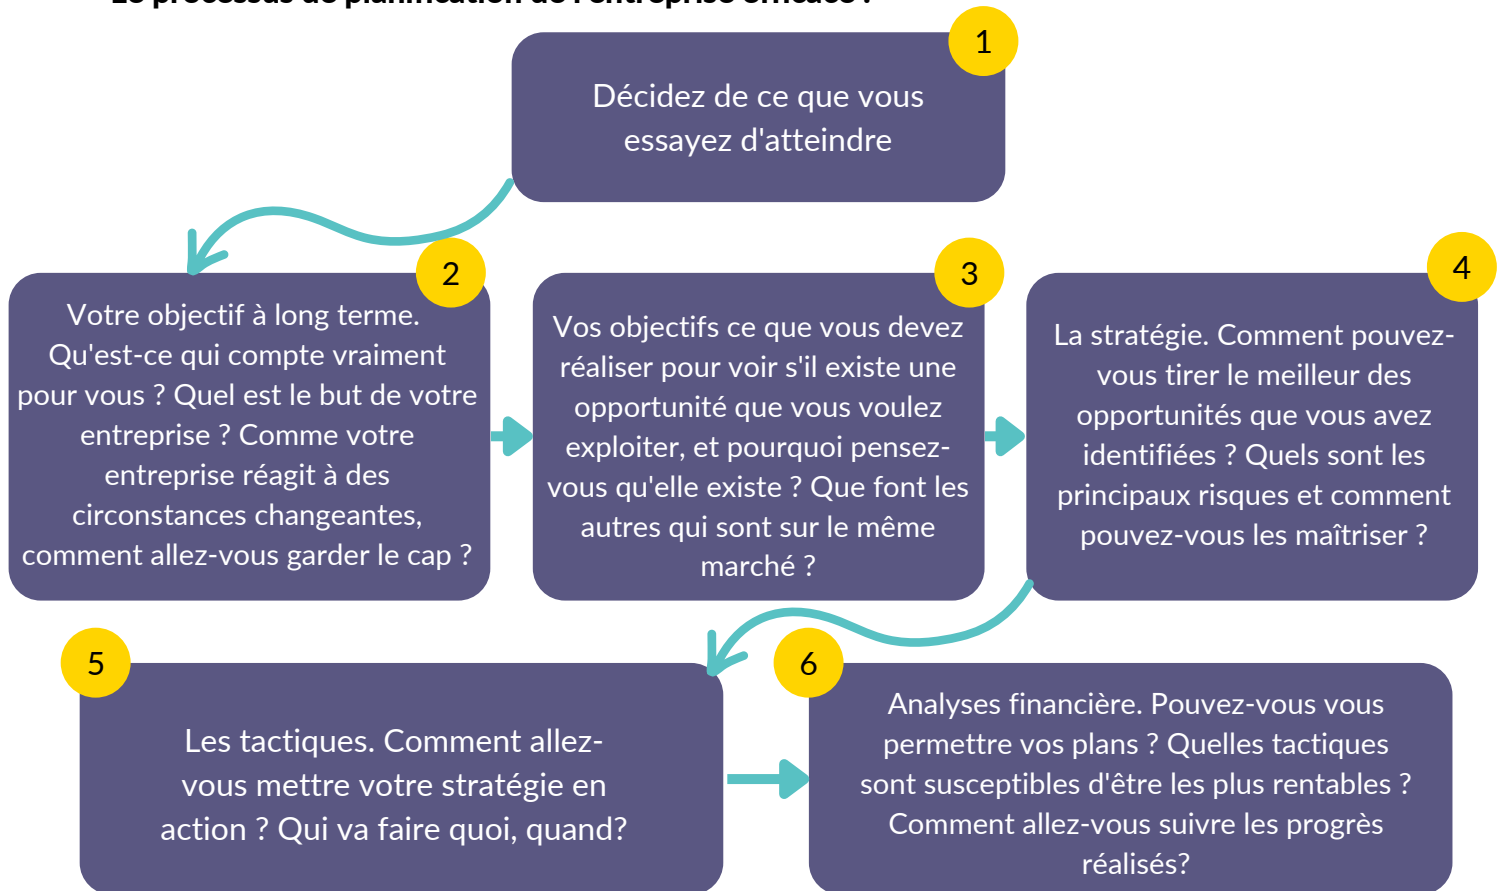 Le processus de planification de l'entreprise efficace :
1
Décidez de ce que vous
essayez d'atteindre
2
Votre objectif à long terme.
Qu'est-ce qui compte vraiment
pour vous ? Quel est le but de votre
entreprise ? Comme votre
entreprise réagit à des
circonstances changeantes,
comment allez-vous garder le cap ?
3
Vos objectifs ce que vous devez
réaliser pour voir s'il existe une
opportunité que vous voulez
exploiter, et pourquoi pensez-
vous qu'elle existe ? Que font les
autres qui sont sur le même
marché ?
4
La stratégie. Comment pouvez-
vous tirer le meilleur des
opportunités que vous avez
identifiées ? Quels sont les
principaux risques et comment
pouvez-vous les maîtriser ?
5
Les tactiques. Comment allez-
vous mettre votre stratégie en
action ? Qui va faire quoi, quand?
6
Analyses financière. Pouvez-vous vous
permettre vos plans ? Quelles tactiques
sont susceptibles d'être les plus rentables ?
Comment allez-vous suivre les progrès
réalisés?